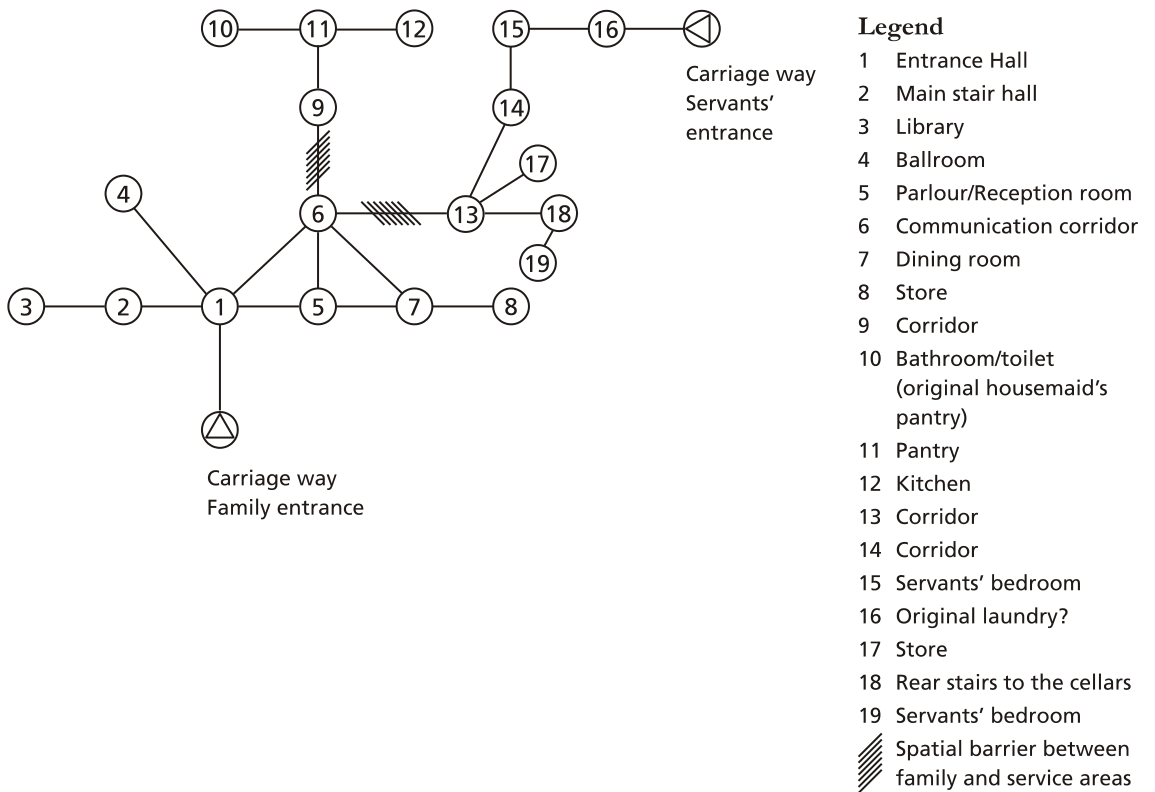 10 11 12 15 16
9 14
4 17
6 13 18
19
3 2 1 5 7 8
Carriage way
Servants’
entrance
Carriage way
Family entrance
Legend
1 Entrance Hall
2 Main stair hall
3 Library
4 Ballroom
5 Parlour/Reception room
6 Communication corridor
7 Dining room
8 Store
9 Corridor
10 Bathroom/toilet
(original housemaid’s
pantry)
11 Pantry
12 Kitchen
13 Corridor
14 Corridor
15 Servants’ bedroom
16 Original laundry?
17 Store
18 Rear stairs to the cellars
19 Servants’ bedroom
Spatial barrier between
family and service areas